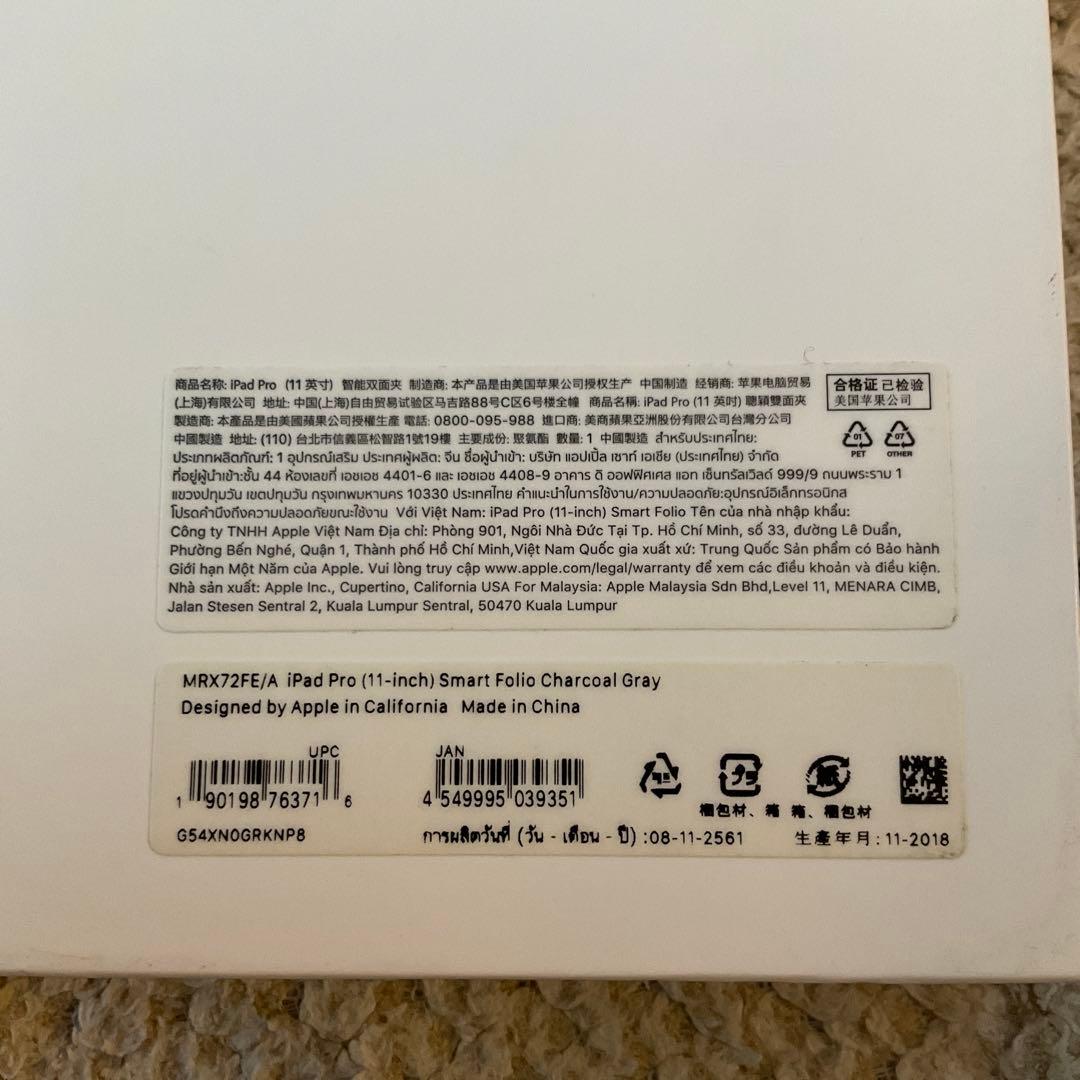 商品名称: iPad Pro (11 英寸) 智能双面夹 制造商: 本产品是由美国苹果公司授权生产 中国制造 经销商: 苹果电脑贸易
(上海)有限公司 地址: 中国(上海)自由贸易试验区马吉路88号C区6号楼全幢 商品名稱: iPad Pro (11 英吋) 聰穎雙面夾
製造商: 本產品是由美國蘋果公司授權生產 電話: 0800-095-988 進口商: 美商蘋果亞洲股份有限公司台灣分公司
中國製造 地址: (110) 台北市信義區松智路1號19樓 主要成份: 聚氨酯 數量: 1 中國製造 สำหรับประเทศไทย:
ประเภทผลิตภัณฑ์: 1 อุปกรณ์เสริม ประเทศผู้ผลิต: จีน ชื่อผู้นำเข้า: บริษัท แอปเปิ้ล เซาท์ เอเชีย (ประเทศไทย) จำกัด
ที่อยู่ผู้นำเข้า:ชั้น 44 ห้องเลขที่ เอชเอช 4401-6 และ เอชเอช 4408-9 อาคาร ดิ ออฟฟิศเศส แอท เซ็นทรัลเวิลด์ 999/9 ถนนพระราม 1
แขวงปทุมวัน เขตปทุมวัน กรุงเทพมหานคร 10330 ประเทศไทย คำแนะนำในการใช้งาน/ความปลอดภัย:อุปกรณ์อิเล็กทรอนิกส
โปรดคำนึงถึงความปลอดภัยขณะใช้งาน Với Việt Nam: iPad Pro (11-inch) Smart Folio Tên của nhà nhập khẩu:
Công ty TNHH Apple Việt Nam Địa chỉ: Phòng 901, Ngôi Nhà Đức Tại Tp. Hồ Chí Minh, số 33, đường Lê Duẩn,
Phường Bến Nghé, Quận 1, Thành phố Hồ Chí Minh,Việt Nam Quốc gia xuất xứ: Trung Quốc Sản phẩm có Bảo hành
Giới hạn Một Năm của Apple. Vui lòng truy cập www.apple.com/legal/warranty để xem các điều khoản và điều kiện.
Nhà sản xuất: Apple Inc., Cupertino, California USA For Malaysia: Apple Malaysia Sdn Bhd,Level 11, MENARA CIMB,
Jalan Stesen Sentral 2, Kuala Lumpur Sentral, 50470 Kuala Lumpur
合格证 已检验
美国苹果公司
01 07
PET OTHER
MRX72FE/A iPad Pro (11-inch) Smart Folio Charcoal Gray
Designed by Apple in California Made in China
UPC JAN
1 90198 76371 6 4 549995 039351
梱包材、箱 箱、梱包材
G54XN0GRKNP8 การผลิตวันที่ (วัน - เดือน - ปี) :08-11-2561 生產年月: 11-2018